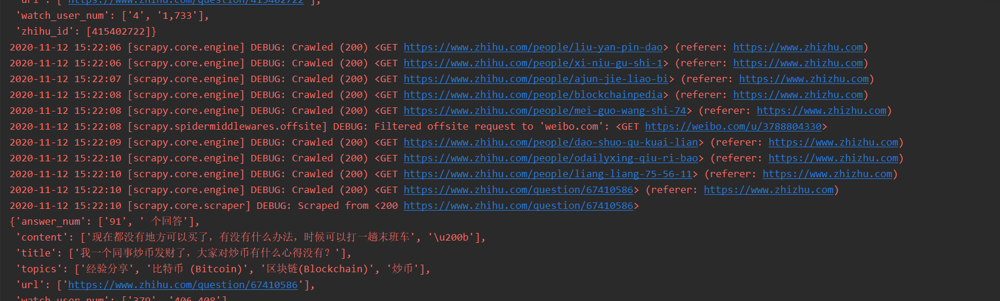 'url': ['https://www.zhihu.com/question/415402722'],
'watch_user_num': ['4', '1,733'],
'zhihu_id': [415402722]}
2020-11-12 15:22:06 [scrapy.core.engine] DEBUG: Crawled (200) <GET https://www.zhihu.com/people/liu-yan-pin-dao> (referer: https://www.zhizhu.com)
2020-11-12 15:22:06 [scrapy.core.engine] DEBUG: Crawled (200) <GET https://www.zhihu.com/people/xi-niu-gu-shi-1> (referer: https://www.zhizhu.com)
2020-11-12 15:22:07 [scrapy.core.engine] DEBUG: Crawled (200) <GET https://www.zhihu.com/people/ajun-jie-liao-bi> (referer: https://www.zhizhu.com)
2020-11-12 15:22:08 [scrapy.core.engine] DEBUG: Crawled (200) <GET https://www.zhihu.com/people/blockchainpedia> (referer: https://www.zhizhu.com)
2020-11-12 15:22:08 [scrapy.core.engine] DEBUG: Crawled (200) <GET https://www.zhihu.com/people/mei-guo-wang-shi-74> (referer: https://www.zhizhu.com)
2020-11-12 15:22:08 [scrapy.spidermiddlewares.offsite] DEBUG: Filtered offsite request to 'weibo.com': <GET https://weibo.com/u/3788804330>
2020-11-12 15:22:09 [scrapy.core.engine] DEBUG: Crawled (200) <GET https://www.zhihu.com/people/dao-shuo-qu-kuai-lian> (referer: https://www.zhizhu.com)
2020-11-12 15:22:10 [scrapy.core.engine] DEBUG: Crawled (200) <GET https://www.zhihu.com/people/odailyxing-qiu-ri-bao> (referer: https://www.zhizhu.com)
2020-11-12 15:22:10 [scrapy.core.engine] DEBUG: Crawled (200) <GET https://www.zhihu.com/people/liang-liang-75-56-11> (referer: https://www.zhizhu.com)
2020-11-12 15:22:10 [scrapy.core.engine] DEBUG: Crawled (200) <GET https://www.zhihu.com/question/67410586> (referer: https://www.zhizhu.com)
2020-11-12 15:22:10 [scrapy.core.scraper] DEBUG: Scraped from <200 https://www.zhihu.com/question/67410586>
{'answer_num': ['91', ' 个回答'],
'content': ['现在都没有地方可以买了，有没有什么办法，时候可以打一趟末班车', '\u200b'],
'title': ['我一个同事炒币发财了，大家对炒币有什么心得没有？'],
'topics': ['经验分享', '比特币 (Bitcoin)', '区块链(Blockchain)', '炒币'],
'url': ['https://www.zhihu.com/question/67410586'],
'watch_user_num': ['379', '406,408']